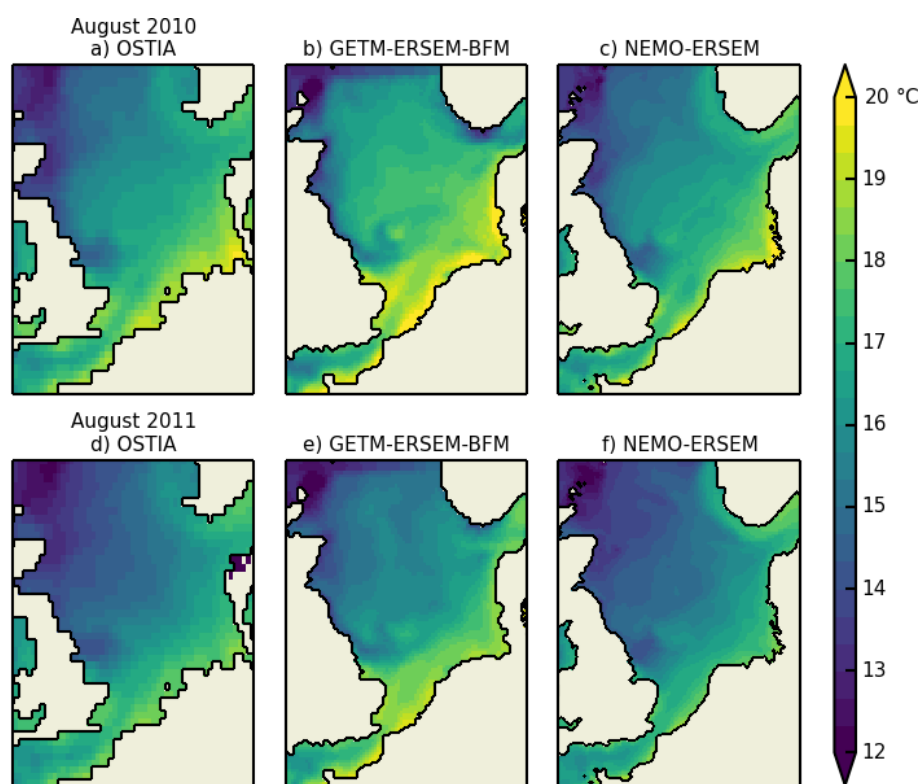 August 2010
a) OSTIA
b) GETM-ERSEM-BFM
c) NEMO-ERSEM
20 °C
19
18
17
16
15
14
13
12
August 2011
d) OSTIA
e) GETM-ERSEM-BFM
f) NEMO-ERSEM